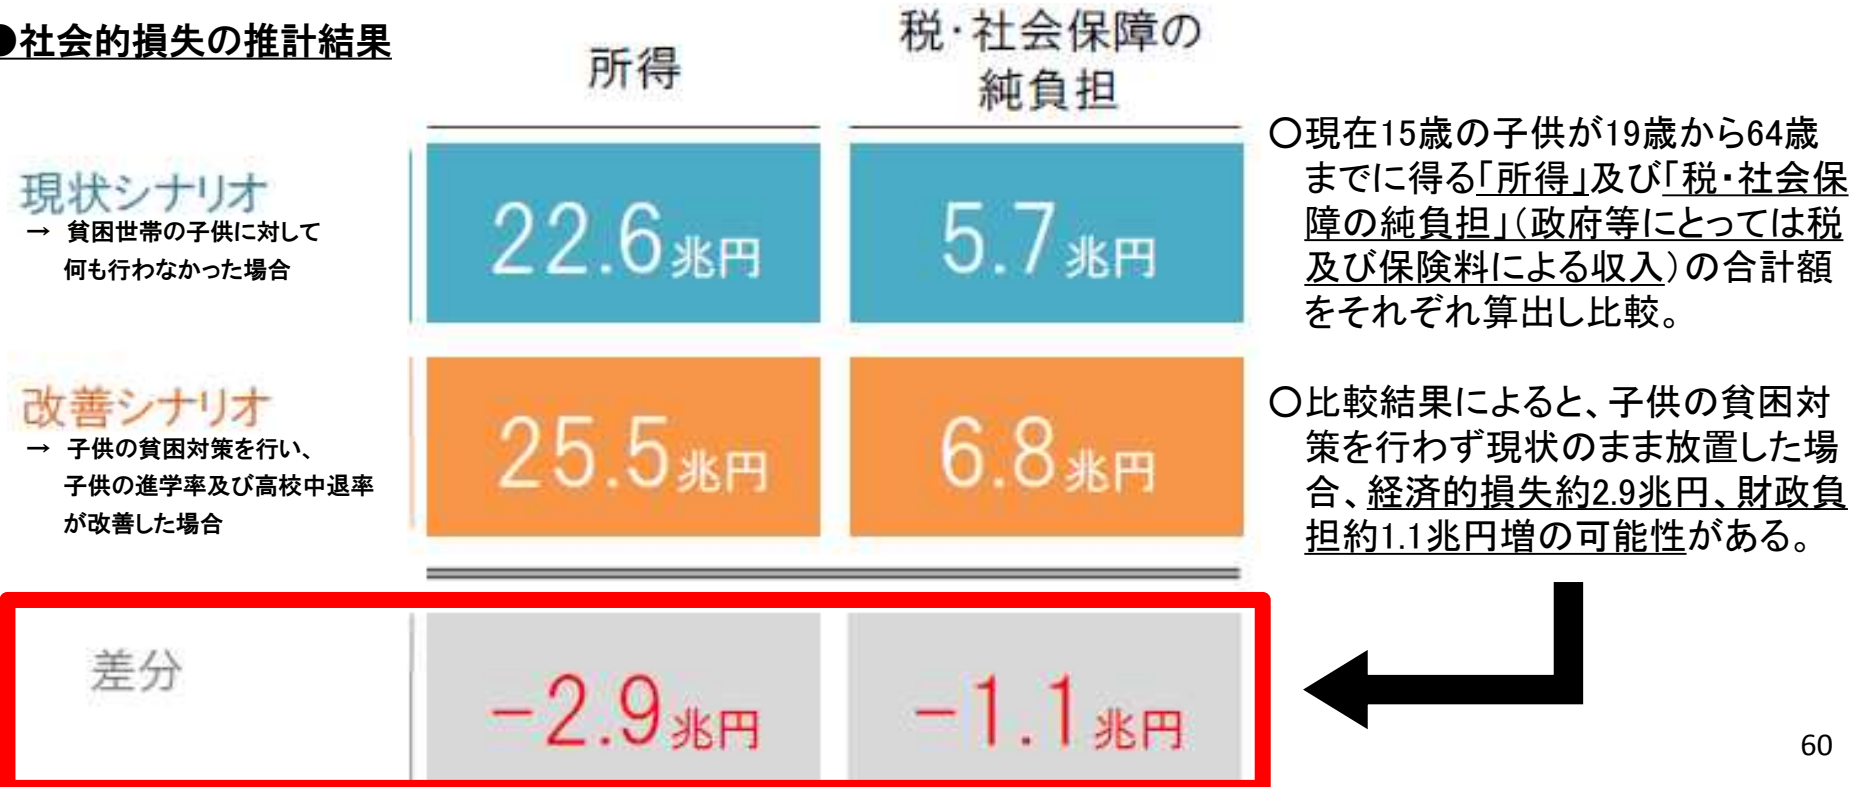 ●社会的損失の推計結果
所得
税・社会保障の
純負担
現状シナリオ
→ 貧困世帯の子供に対して
何も行わなかった場合
22.6兆円
5.7兆円
改善シナリオ
→ 子供の貧困対策を行い、
子供の進学率及び高校中退率
が改善した場合
25.5兆円
6.8兆円
差分
-2.9兆円
-1.1兆円
○現在15歳の子供が19歳から64歳
までに得る「所得」及び「税・社会保
障の純負担」（政府等にとっては税
及び保険料による収入）の合計額
をそれぞれ算出し比較。
○比較結果によると、子供の貧困対
策を行わず現状のまま放置した場
合、経済的損失約2.9兆円、財政負
担約1.1兆円増の可能性がある。
60